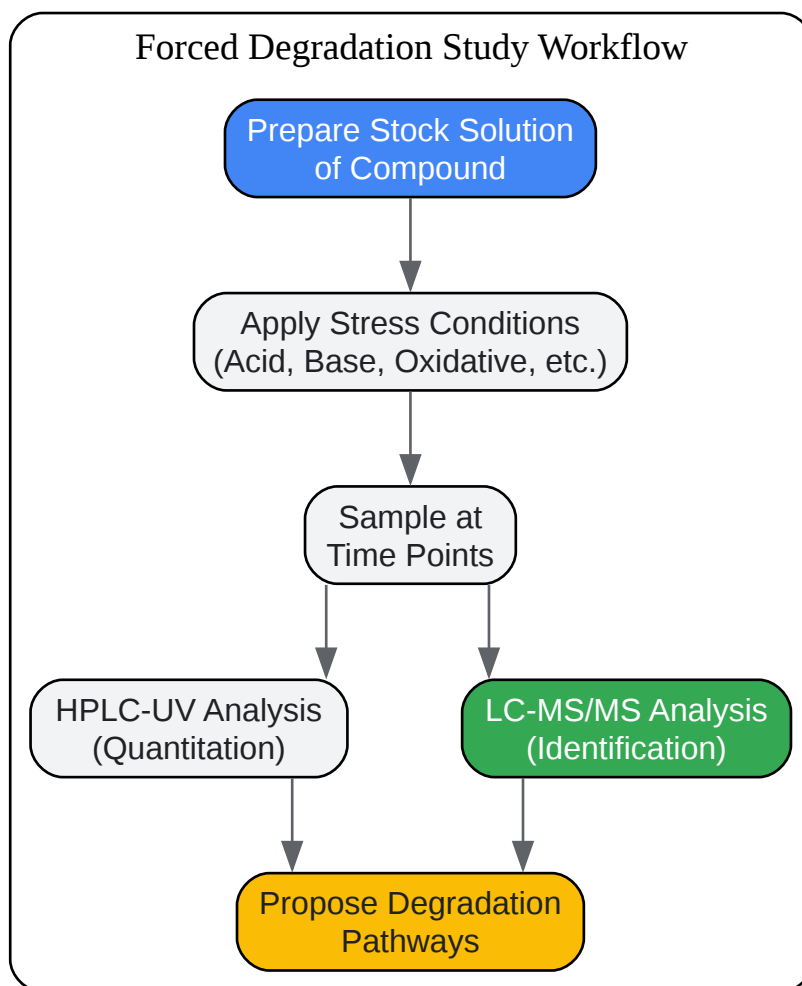 Forced Degradation Study Workflow
Prepare Stock Solution
of Compound
Apply Stress Conditions
(Acid, Base, Oxidative, etc.)
Sample at
Time Points
HPLC-UV Analysis
(Quantitation)
LC-MS/MS Analysis
(Identification)
Propose Degradation
Pathways